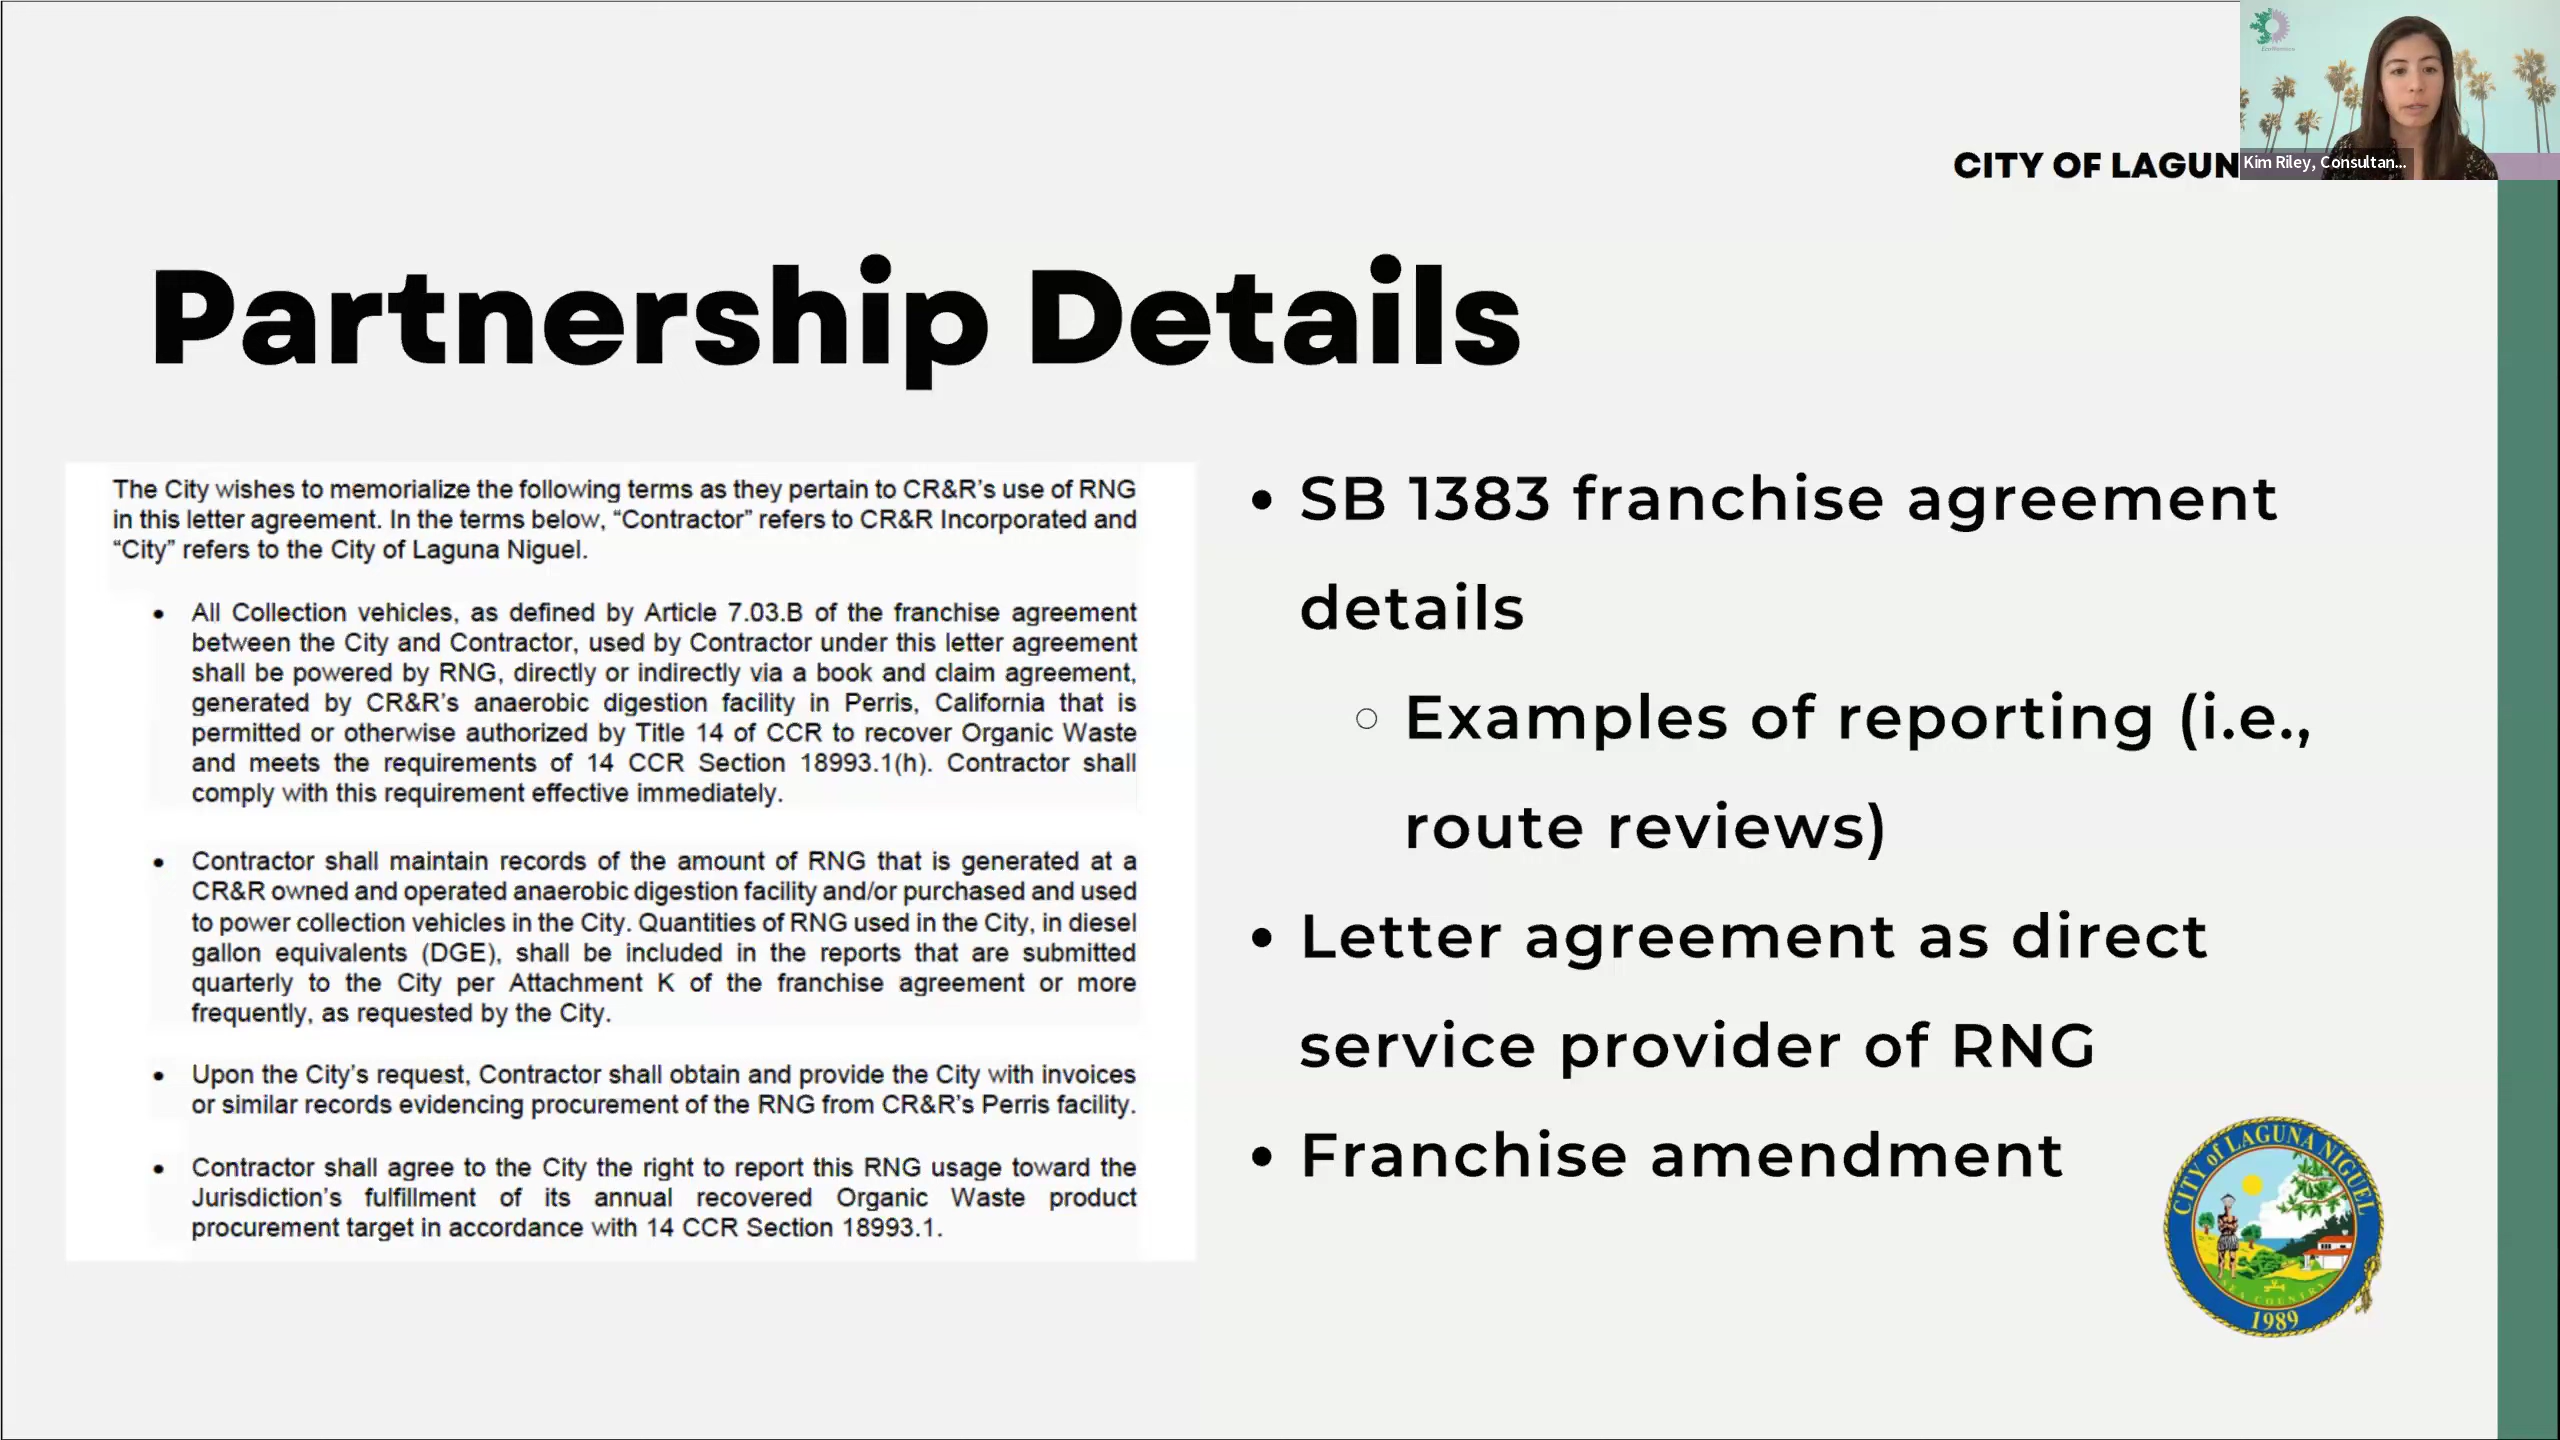 CITY OF LAGUN
Kim Riley, Consultan...
Partnership Details
The City wishes to memorialize the following terms as they pertain to CR&R's use of RNG
in this letter agreement. In the terms below, “Contractor” refers to CR&R Incorporated and
“City” refers to the City of Laguna Niguel.
• All Collection vehicles, as defined by Article 7.03.B of the franchise agreement
between the City and Contractor, used by Contractor under this letter agreement
shall be powered by RNG, directly or indirectly via a book and claim agreement,
generated by CR&R's anaerobic digestion facility in Perris, California that is
permitted or otherwise authorized by Title 14 of CCR to recover Organic Waste
and meets the requirements of 14 CCR Section 18993.1(h). Contractor shall
comply with this requirement effective immediately.
• Contractor shall maintain records of the amount of RNG that is generated at a
CR&R owned and operated anaerobic digestion facility and/or purchased and used
to power collection vehicles in the City. Quantities of RNG used in the City, in diesel
gallon equivalents (DGE), shall be included in the reports that are submitted
quarterly to the City per Attachment K of the franchise agreement or more
frequently, as requested by the City.
• Upon the City's request, Contractor shall obtain and provide the City with invoices
or similar records evidencing procurement of the RNG from CR&R's Perris facility.
• Contractor shall agree to the City the right to report this RNG usage toward the
Jurisdiction's fulfillment of its annual recovered Organic Waste product
procurement target in accordance with 14 CCR Section 18993.1.
• SB 1383 franchise agreement
details
○ Examples of reporting (i.e.,
route reviews)
• Letter agreement as direct
service provider of RNG
• Franchise amendment
CITY of LAGUNA NIGUEL
SEA COUNTRY
1989